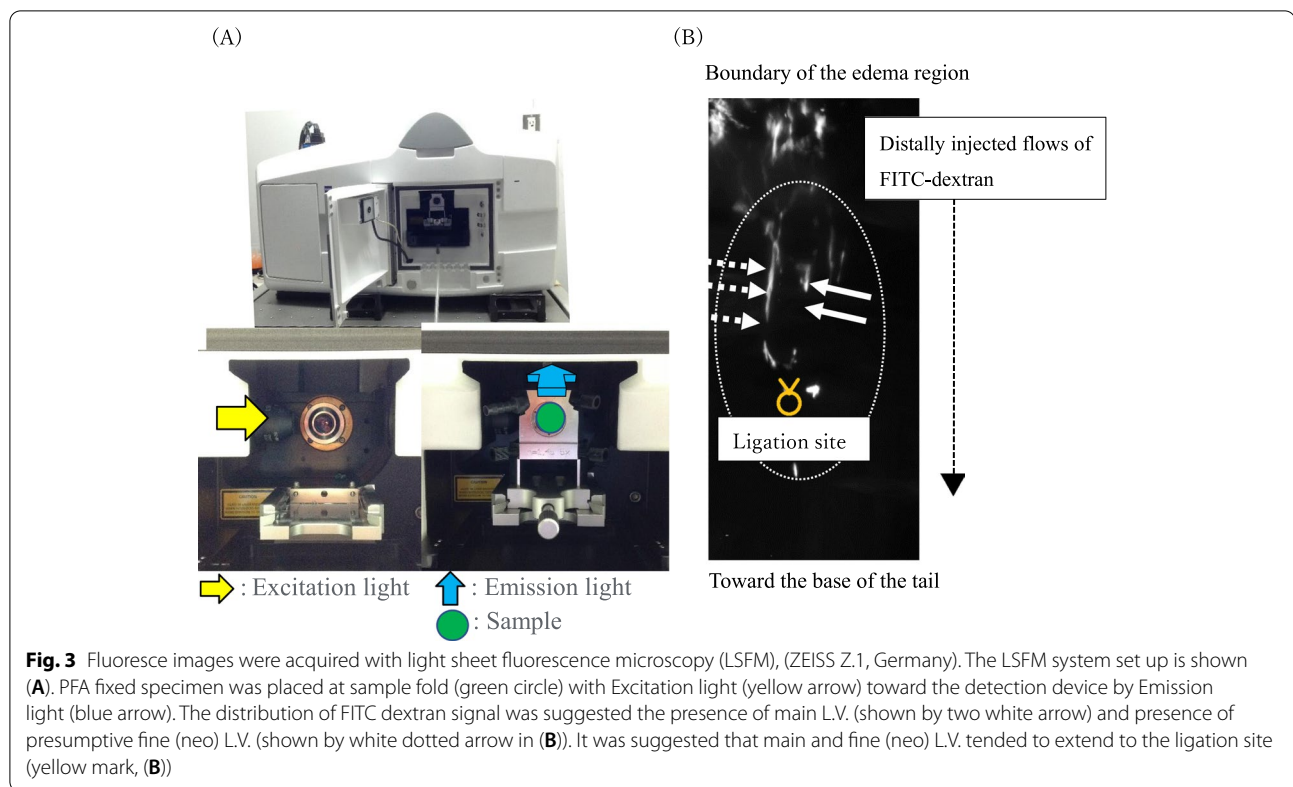 (A)
(B)
Boundary of the edema region
Distally injected flows of
FITC-dextran
Ligation site
Toward the base of the tail
: Excitation light
: Emission light
: Sample
Fig. 3 Fluoresce images were acquired with light sheet fluorescence microscopy (LSFM), (ZEISS Z.1, Germany). The LSFM system set up is shown
(A). PFA fixed specimen was placed at sample fold (green circle) with Excitation light (yellow arrow) toward the detection device by Emission
light (blue arrow). The distribution of FITC dextran signal was suggested the presence of main L.V. (shown by two white arrow) and presence of
presumptive fine (neo) L.V. (shown by white dotted arrow in (B)). It was suggested that main and fine (neo) L.V. tended to extend to the ligation site
(yellow mark, (B))